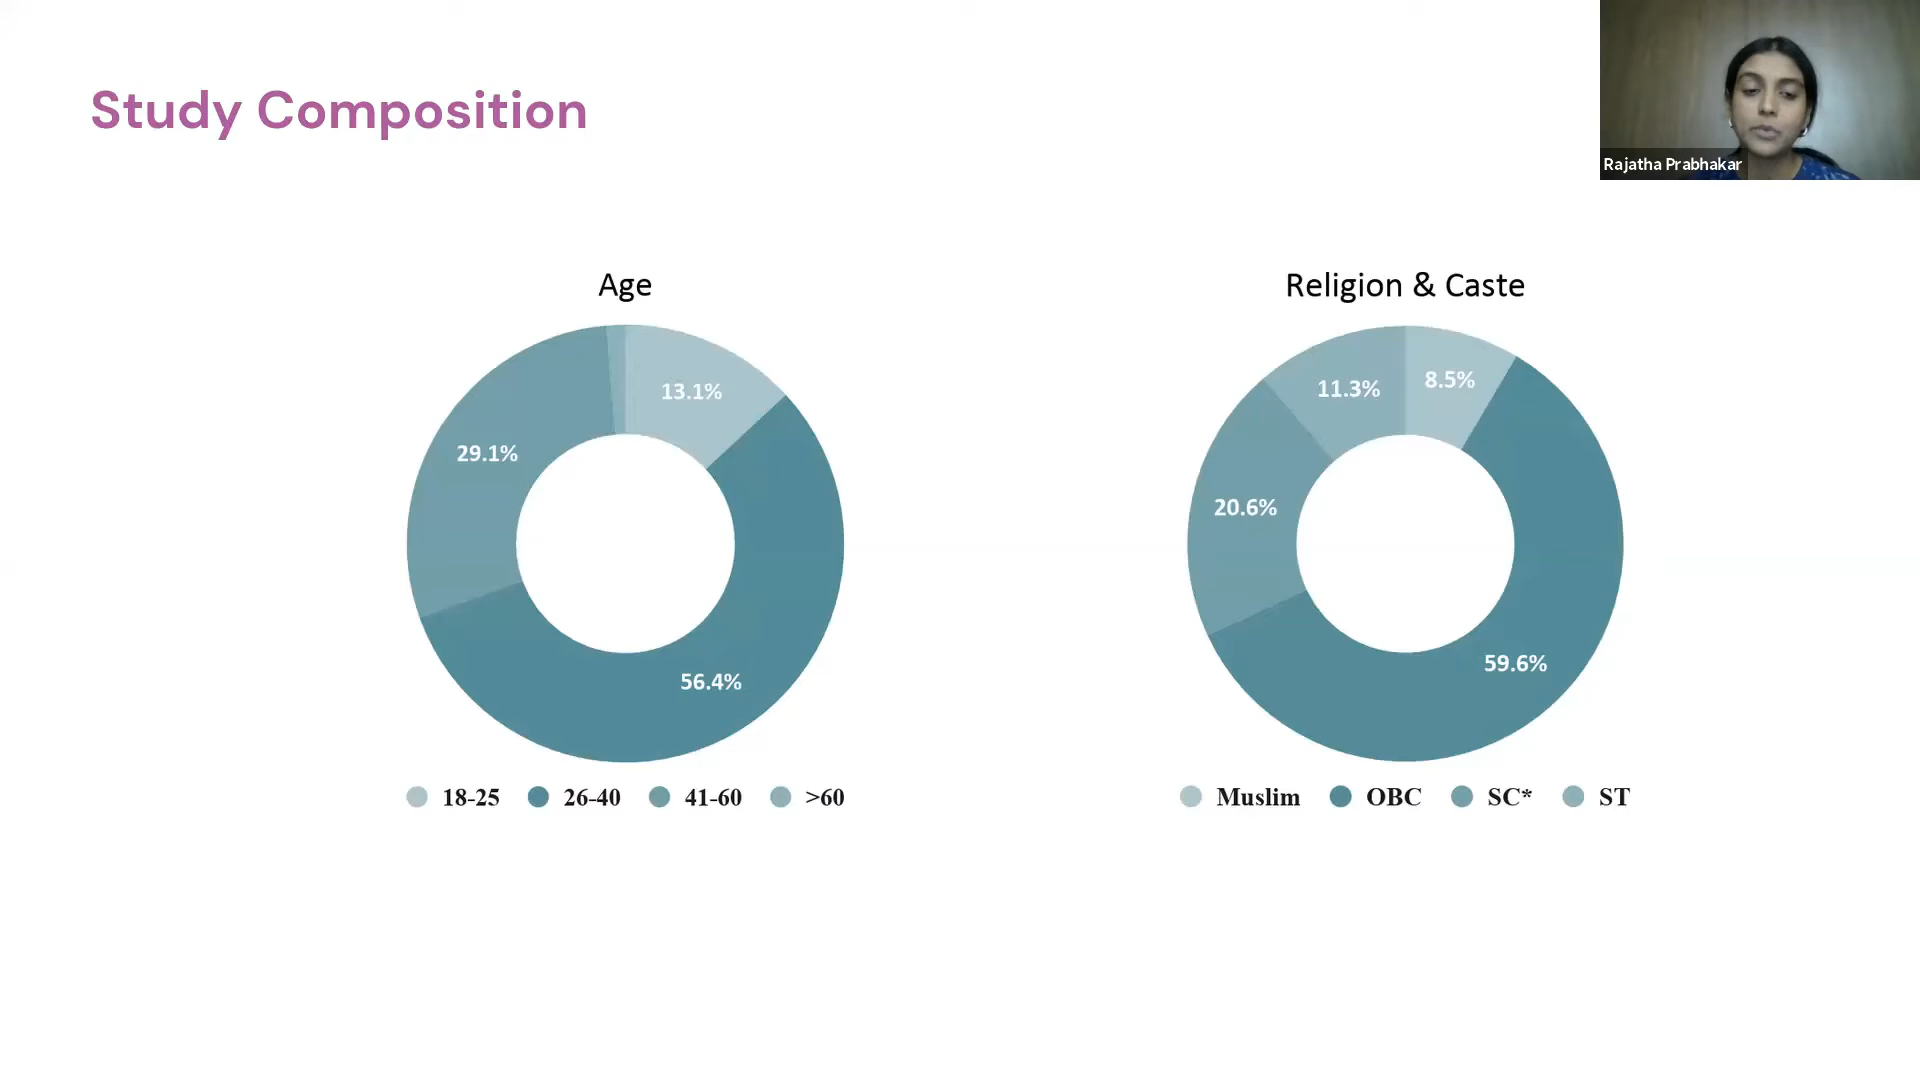 Study Composition
Rajatha Prabhakar
Age
13.1%
29.1%
56.4%
18-25 26-40 41-60 >60
Religion & Caste
11.3% 8.5%
20.6%
59.6%
Muslim OBC SC* ST